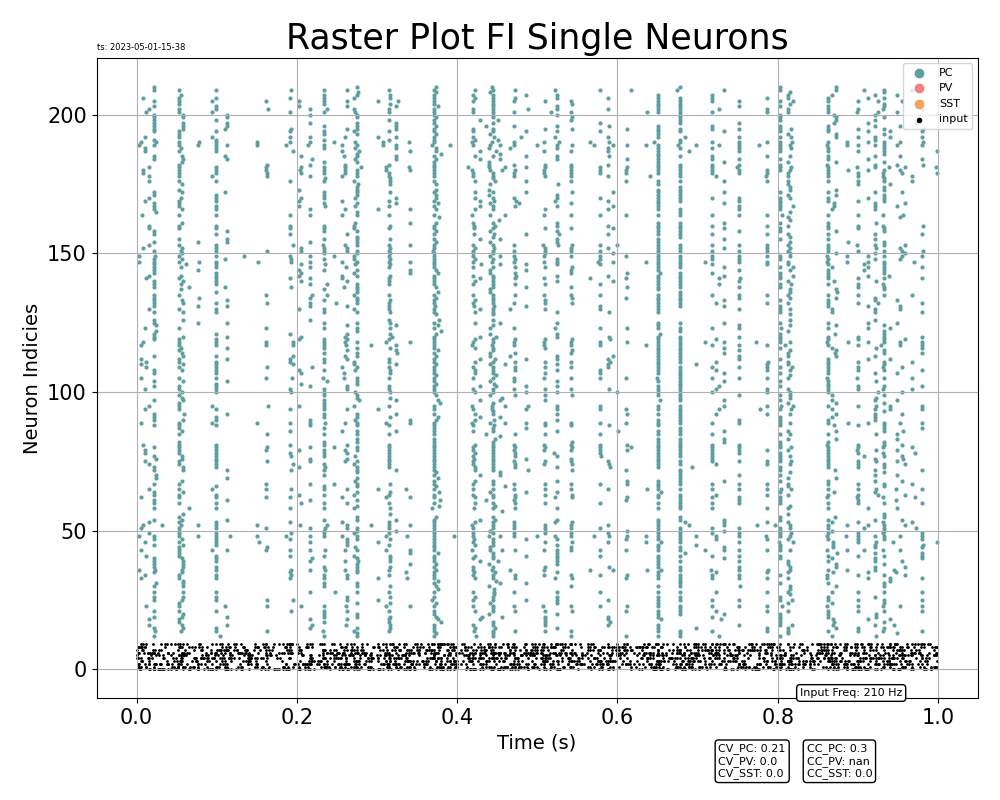 Raster Plot FI Single Neurons
ts: 2023-05-01-15-38
PC
PV
SST
input
200
150
100
50
0
Neuron Indicies
0.0 0.2 0.4 0.6 0.8 1.0
Time (s)
Input Freq: 210 Hz
CV_PC: 0.21
CV_PV: 0.0
CV_SST: 0.0
CC_PC: 0.3
CC_PV: nan
CC_SST: 0.0